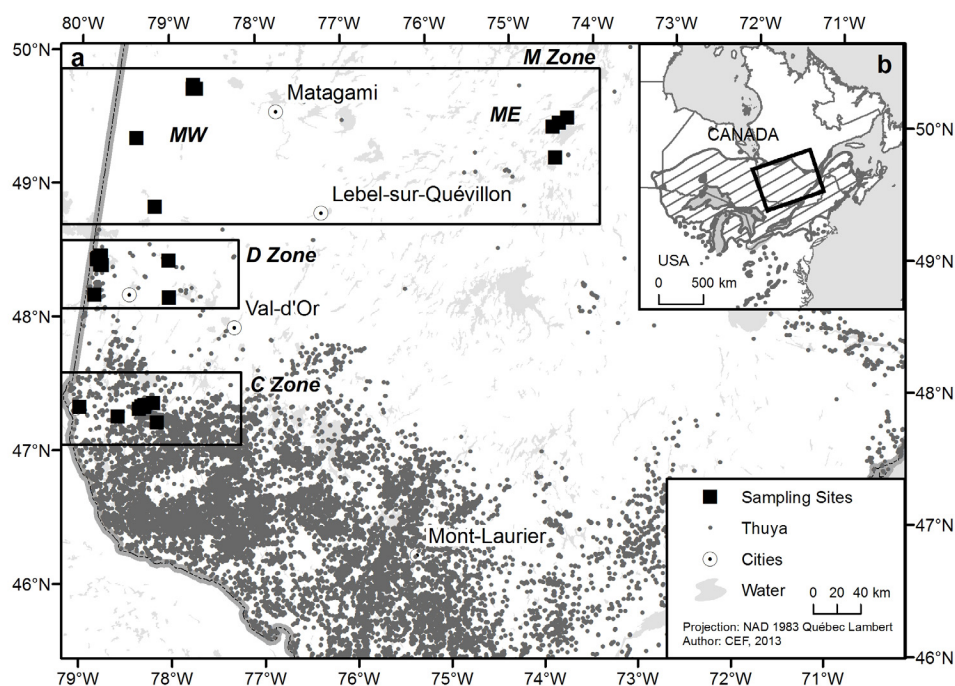 80°W 79°W 78°W 77°W 76°W 75°W 74°W 73°W 72°W 71°W
50°N
a
M Zone
b
Matagami
ME
MW
CANADA
50°N
49°N
Lebel-sur-Quévillon
D Zone
USA
0 500 km
49°N
Val-d'Or
48°N
C Zone
48°N
47°N
Sampling Sites
Thuya
47°N
Mont-Laurier
Cities
46°N
Water
0 20 40 km
Projection: NAD 1983 Québec Lambert
Author: CEF, 2013
46°N
79°W 78°W 77°W 76°W 75°W 74°W 73°W 72°W 71°W